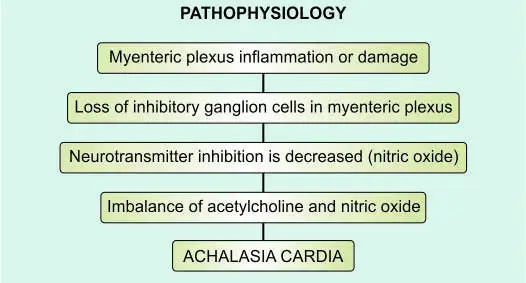 PATHOPHYSIOLOGY
Myenteric plexus inflammation or damage
Loss of inhibitory ganglion cells in myenteric plexus
Neurotransmitter inhibition is decreased (nitric oxide)
Imbalance of acetylcholine and nitric oxide
ACHALASIA CARDIA